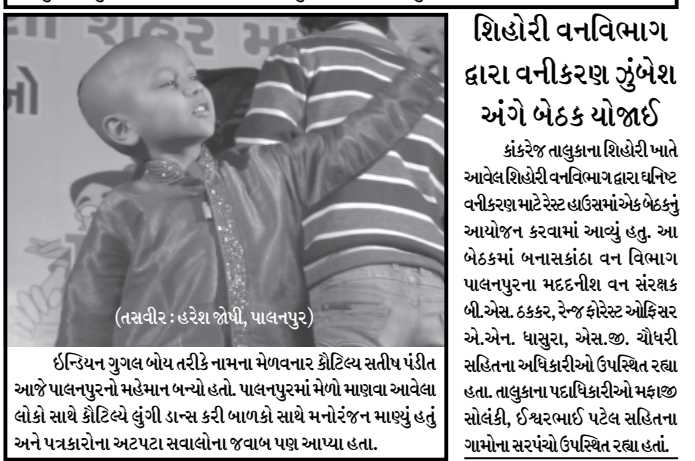 શહેર મ
(તસવીર : હરેશ જોષી, પાલનપુર)
ઇન્ડિયન ગુગલ બોય તરીકે નામના મેળવનાર કૌટિલ્ય સતીષ પંડીત
આજે પાલનપુરનો મહેમાન બન્યો હતો. પાલનપુરમાં મેળો માણવા આવેલા
લોકો સાથે કૌટિલ્યે લુંગી ડાન્સ કરી બાળકો સાથે મનોરંજન માણ્યું હતું
અને પત્રકારોના અટપટા સવાલોના જવાબ પણ આપ્યા હતા.
શિહોરી વનવિભાગ
દ્વારા વનીકરણ ઝુંબેશ
અંગે બેઠક યોજાઈ
કાંકરેજ તાલુકાના શિહોરી ખાતે
આવેલ શિહોરી વનવિભાગ દ્વારા ઘનિષ્ટ
વનીકરણ માટે રેસ્ટ હાઉસમાં એક બેઠકનું
આયોજન કરવામાં આવ્યું હતુ. આ
બેઠકમાં બનાસકાંઠા વન વિભાગ
પાલનપુરના મદદનીશ વન સંરક્ષક
બી.એસ. ઠકકર, રેન્જ ફોરેસ્ટ ઓફિસર
એ.એન. ધાસુરા, એસ.જી. ચૌધરી
સહિતના અધિકારીઓ ઉપસ્થિત રહ્યા
હતા. તાલુકાના પદાધિકારીઓ મફાજી
સોલંકી, ઈશ્વરભાઈ પટેલ સહિતના
ગામોના સરપંચો ઉપસ્થિત રહ્યા હતાં.